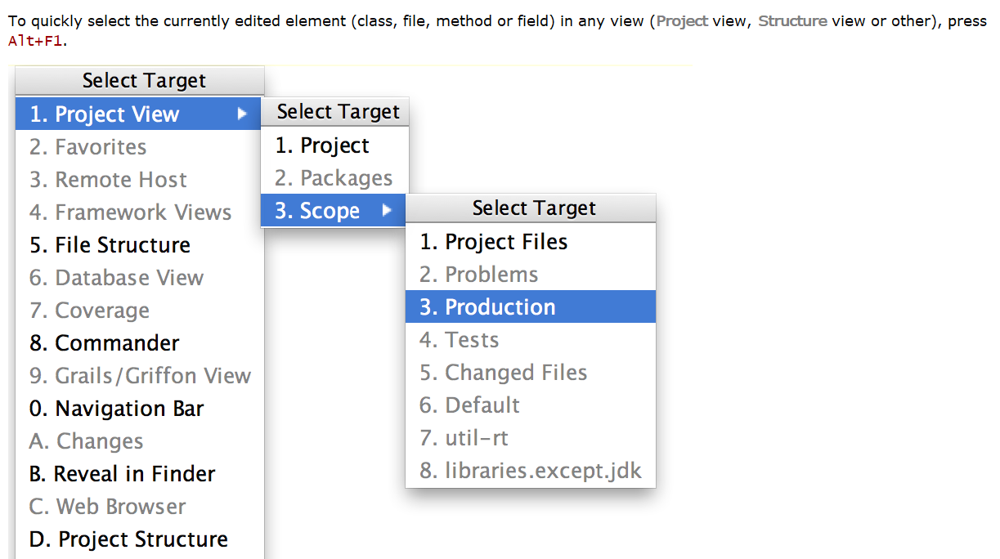 To quickly select the currently edited element (class, file, method or field) in any view (Project view, Structure view or other), press
Alt+F1.
Select Target
1. Project View
2. Favorites
3. Remote Host
4. Framework Views
5. File Structure
6. Database View
7. Coverage
8. Commander
9. Grails/Griffon View
0. Navigation Bar
A. Changes
B. Reveal in Finder
C. Web Browser
D. Project Structure
Select Target
1. Project
2. Packages
3. Scope
Select Target
1. Project Files
2. Problems
3. Production
4. Tests
5. Changed Files
6. Default
7. util-rt
8. libraries.except.jdk